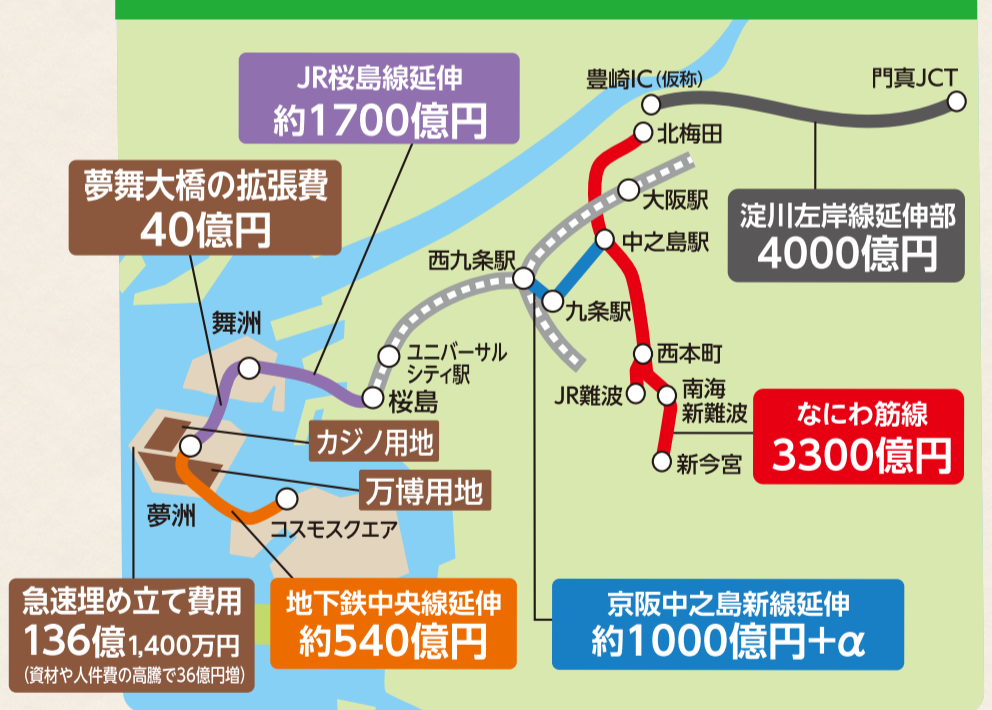 JR桜島線延伸
約1700億円
豊崎IC(仮称)
門真JCT
北梅田
夢舞大橋の拡張費
40億円
大阪駅
淀川左岸線延伸部
4000億円
中之島駅
西九条駅
九条駅
舞洲
ユニバーサル
シティ駅
西本町
桜島
JR難波
南海
新難波
なにわ筋線
3300億円
カジノ用地
新今宮
万博用地
夢洲
コスモスクエア
急速埋め立て費用
136億1,400万円
(資材や人件費の高騰で36億円増)
地下鉄中央線延伸
約540億円
京阪中之島新線延伸
約1000億円+α